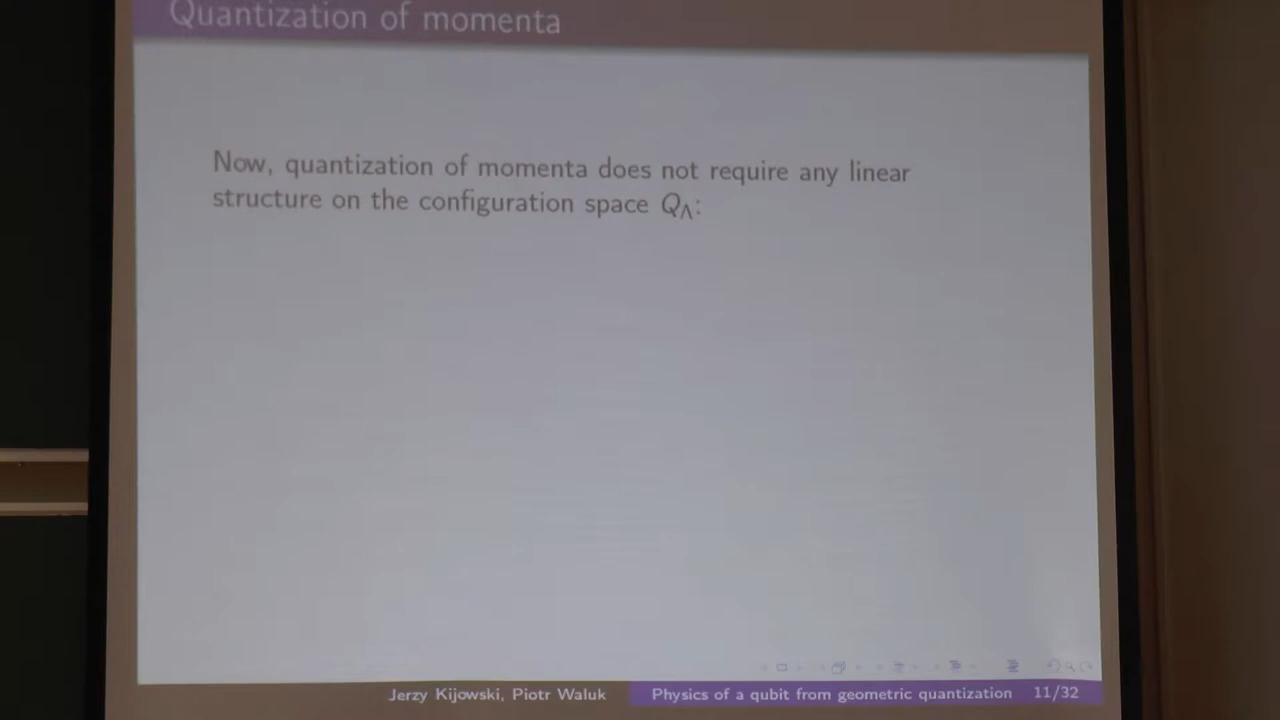 Quantization of momenta
Now, quantization of momenta does not require any linear
structure on the configuration space Q_Λ:
Jerzy Kijowski, Piotr Waluk Physics of a qubit from geometric quantization 11/32